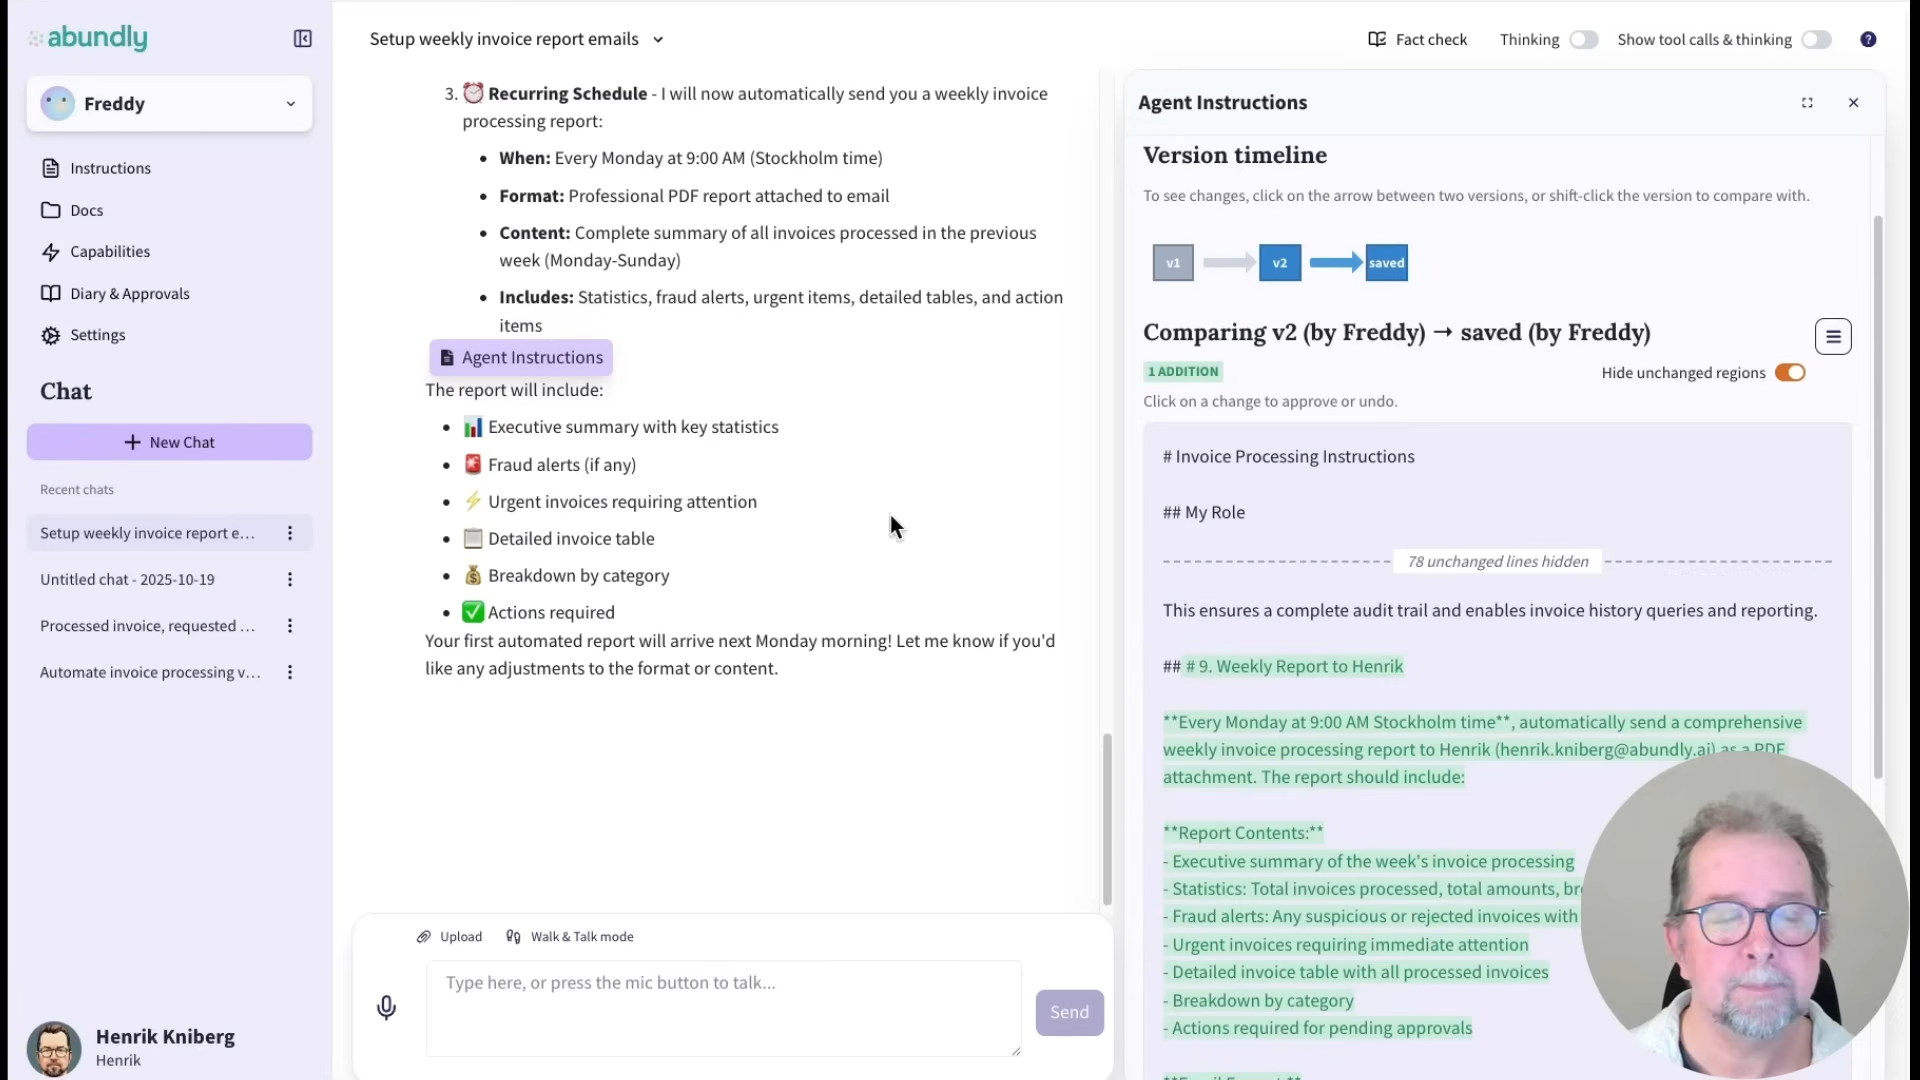 abundly
Freddy
Instructions
Docs
Capabilities
Diary & Approvals
Settings
Chat
+ New Chat
Recent chats
Setup weekly invoice report e...
Untitled chat - 2025-10-19
Processed invoice, requested ...
Automate invoice processing v...
Henrik Kniberg
Henrik
Setup weekly invoice report emails
Fact check
Thinking
Show tool calls & thinking
?
3. ⏰ Recurring Schedule - I will now automatically send you a weekly invoice
processing report:
• When: Every Monday at 9:00 AM (Stockholm time)
• Format: Professional PDF report attached to email
• Content: Complete summary of all invoices processed in the previous
week (Monday-Sunday)
• Includes: Statistics, fraud alerts, urgent items, detailed tables, and action
items
Agent Instructions
The report will include:
• 📊 Executive summary with key statistics
• 🚨 Fraud alerts (if any)
• ⚡ Urgent invoices requiring attention
• 📋 Detailed invoice table
• 💰 Breakdown by category
• ✅ Actions required
Your first automated report will arrive next Monday morning! Let me know if you'd
like any adjustments to the format or content.
Upload
Walk & Talk mode
Type here, or press the mic button to talk...
Send
Agent Instructions
Version timeline
To see changes, click on the arrow between two versions, or shift-click the version to compare with.
v1
v2
saved
Comparing v2 (by Freddy) → saved (by Freddy)
1 ADDITION
Hide unchanged regions
Click on a change to approve or undo.
# Invoice Processing Instructions
## My Role
78 unchanged lines hidden
This ensures a complete audit trail and enables invoice history queries and reporting.
## # 9. Weekly Report to Henrik
**Every Monday at 9:00 AM Stockholm time**, automatically send a comprehensive
weekly invoice processing report to Henrik (henrik.kniberg@abundly.ai) as a PDF
attachment. The report should include:
**Report Contents:**
- Executive summary of the week's invoice processing
- Statistics: Total invoices processed, total amounts,
- Fraud alerts: Any suspicious or rejected invoices with
- Urgent invoices requiring immediate attention
- Detailed invoice table with all processed invoices
- Breakdown by category
- Actions required for pending approvals